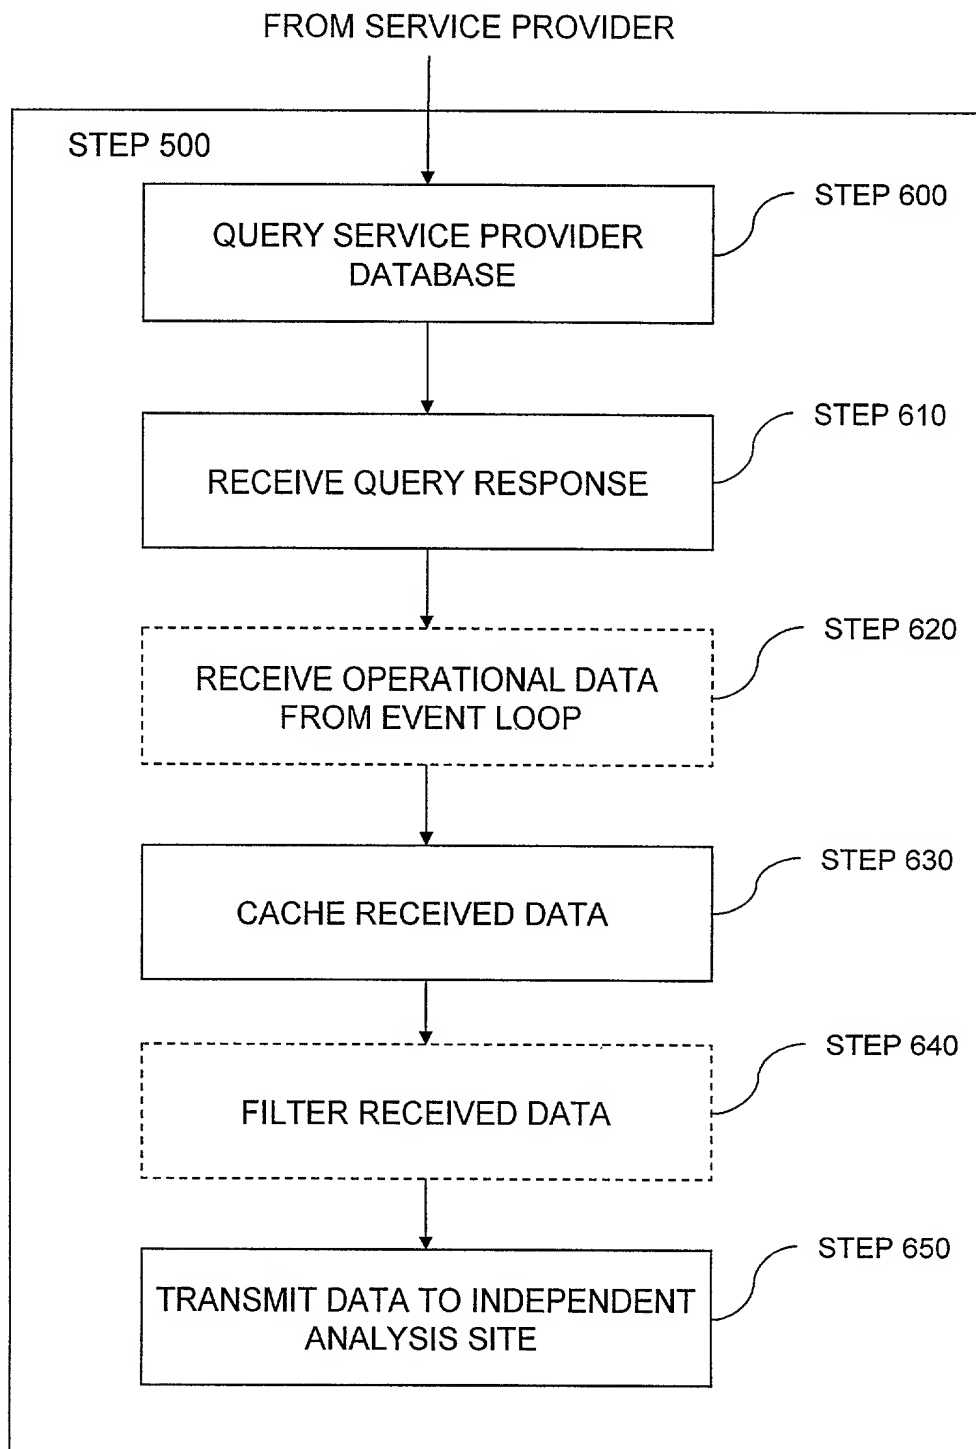 FROM SERVICE PROVIDER
STEP 500
STEP 600
QUERY SERVICE PROVIDER
DATABASE
STEP 610
RECEIVE QUERY RESPONSE
STEP 620
RECEIVE OPERATIONAL DATA
FROM EVENT LOOP
STEP 630
CACHE RECEIVED DATA
STEP 640
FILTER RECEIVED DATA
STEP 650
TRANSMIT DATA TO INDEPENDENT
ANALYSIS SITE